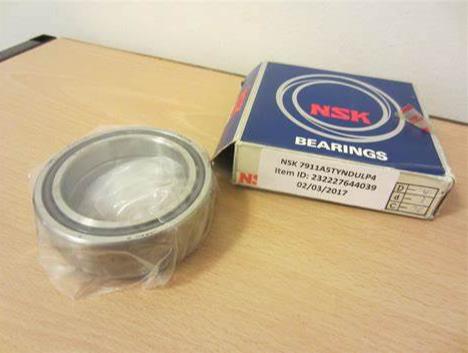 NSK
BEARINGS
NSK 7911A5TYNDULP4
Item ID: 232227644039
02/03/2017
D
d
C